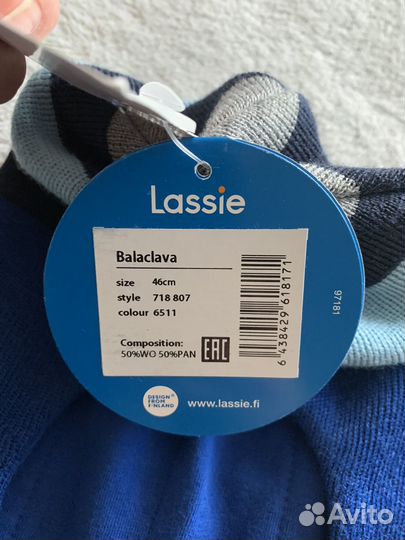 Lassie
Balaclava
size 46cm
style 718 807
colour 6511
Composition:
50%WO 50%PAN
EAC
6 438429 618171
97181
DESIGN
FROM
FINLAND
www.lassie.fi
Avito